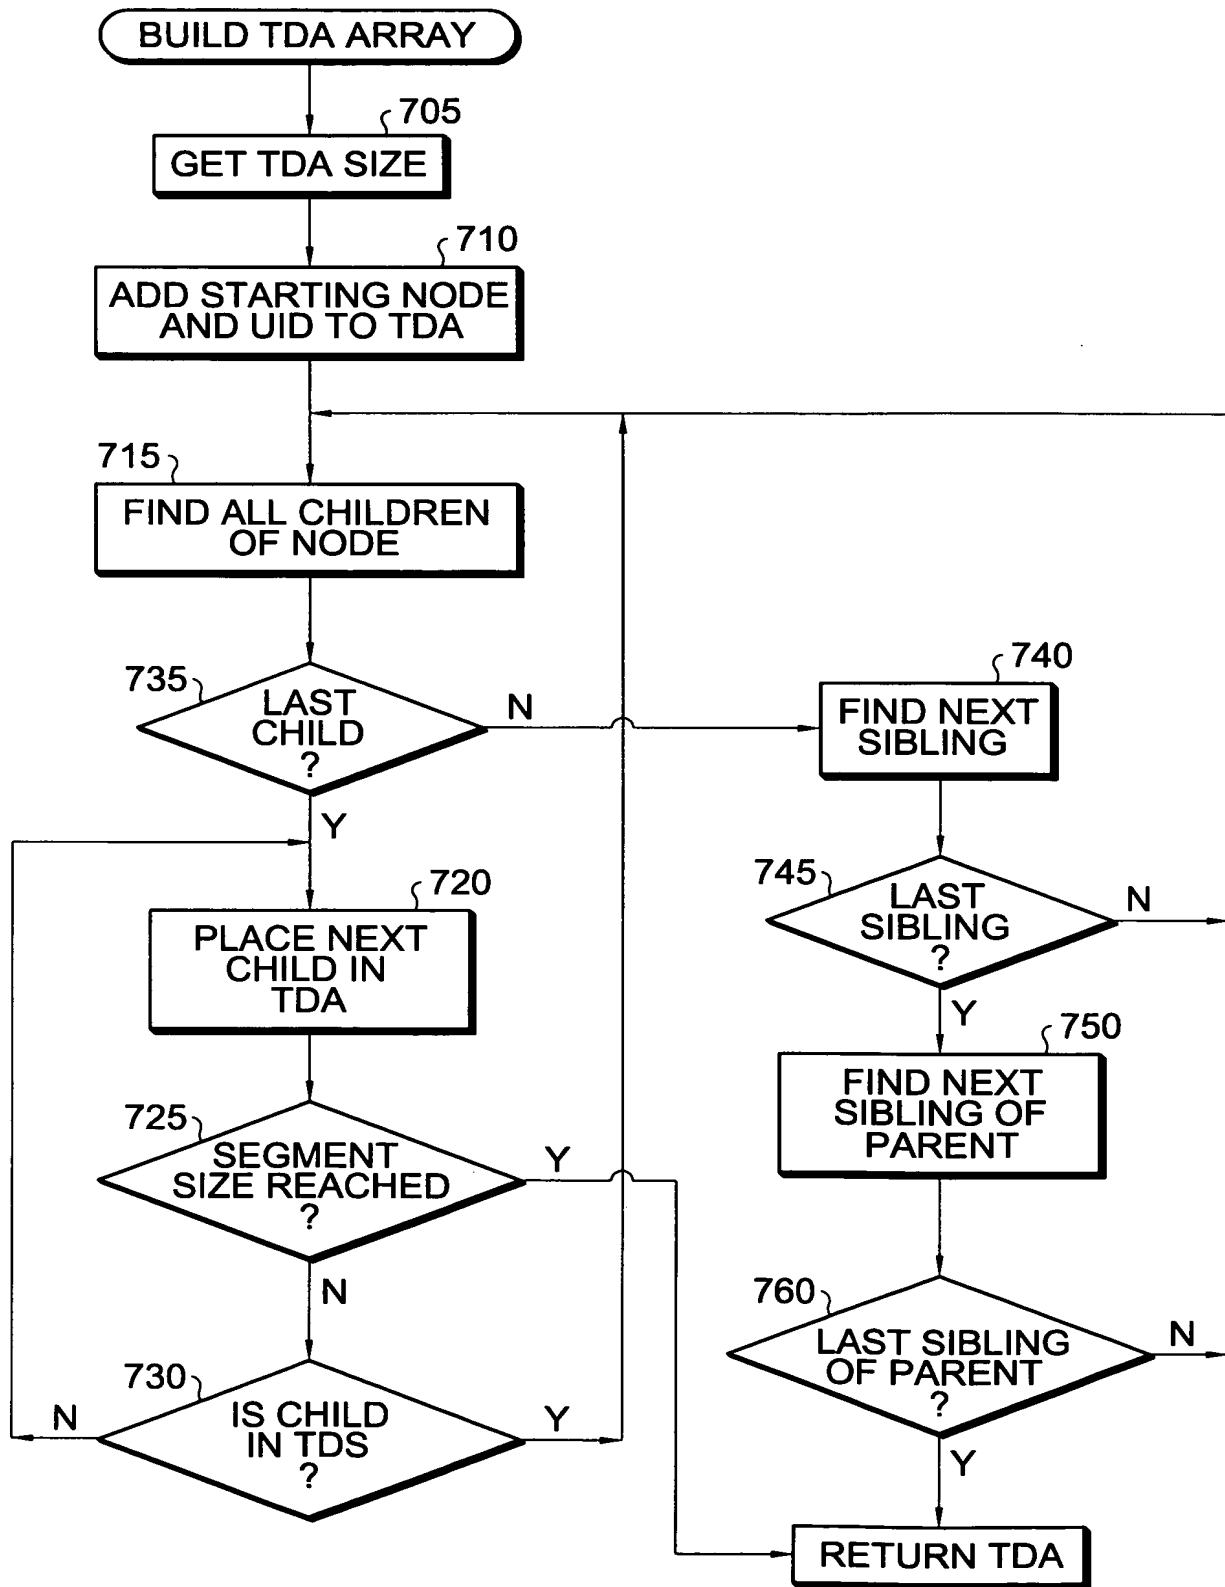 BUILD TDA ARRAY
705
GET TDA SIZE
710
ADD STARTING NODE
AND UID TO TDA
715
FIND ALL CHILDREN
OF NODE
735
LAST
CHILD
?
N
Y
740
FIND NEXT
SIBLING
745
LAST
SIBLING
?
N
Y
720
PLACE NEXT
CHILD IN
TDA
750
FIND NEXT
SIBLING OF
PARENT
725
SEGMENT
SIZE REACHED
?
Y
N
760
LAST SIBLING
OF PARENT
?
N
Y
730
IS CHILD
IN TDS
?
N
Y
RETURN TDA